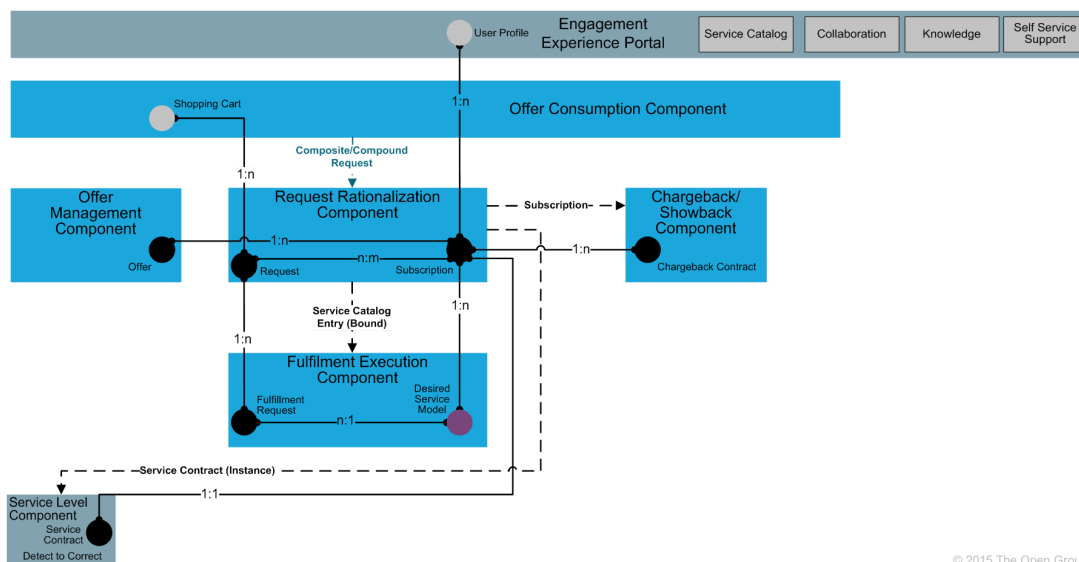 Engagement
Experience Portal
User Profile
Service Catalog
Collaboration
Knowledge
Self Service
Support
1:n
Shopping Cart
Offer Consumption Component
Composite/Compound
Request
1:n
Offer
Management
Component
Request Rationalization
Component
Subscription
Chargeback/
Showback
Component
1:n
1:n
n:m
Offer
Request
Subscription
Chargeback Contract
Service Catalog
Entry (Bound)
1:n
1:n
Fulfilment Execution
Component
Fulfillment
Request
Desired
Service
Model
n:1
Service Contract (Instance)
1:1
Service Level
Component
Service
Contract
Detect to Correct
© 2015 The Open